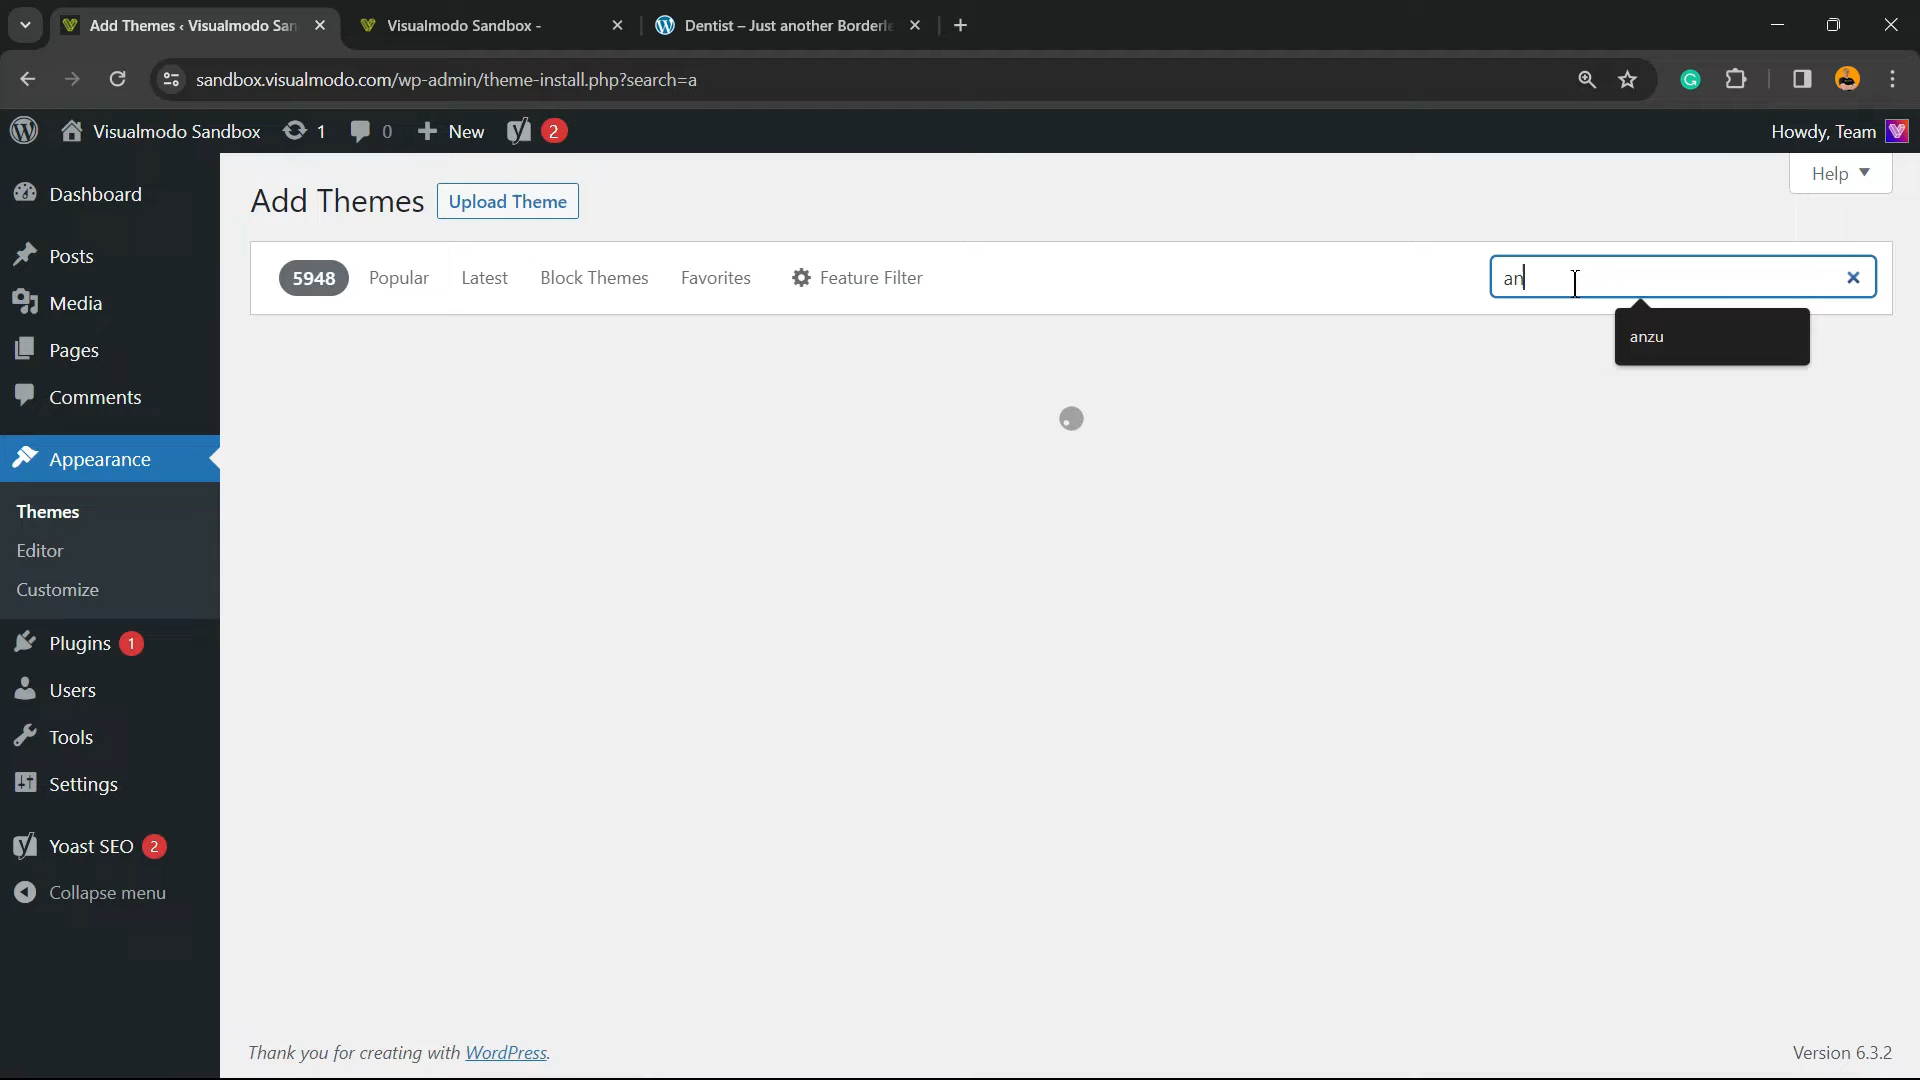 Add Themes ‹ Visualmodo San
Visualmodo Sandbox -
Dentist – Just another Borderle
sandbox.visualmodo.com/wp-admin/theme-install.php?search=a
Visualmodo Sandbox
1
0
New
2
Howdy, Team
Help
Dashboard
Posts
Media
Pages
Comments
Appearance
Themes
Editor
Customize
Plugins 1
Users
Tools
Settings
Yoast SEO 2
Collapse menu
Add Themes
Upload Theme
5948
Popular
Latest
Block Themes
Favorites
Feature Filter
an
anzu
Thank you for creating with WordPress.
Version 6.3.2